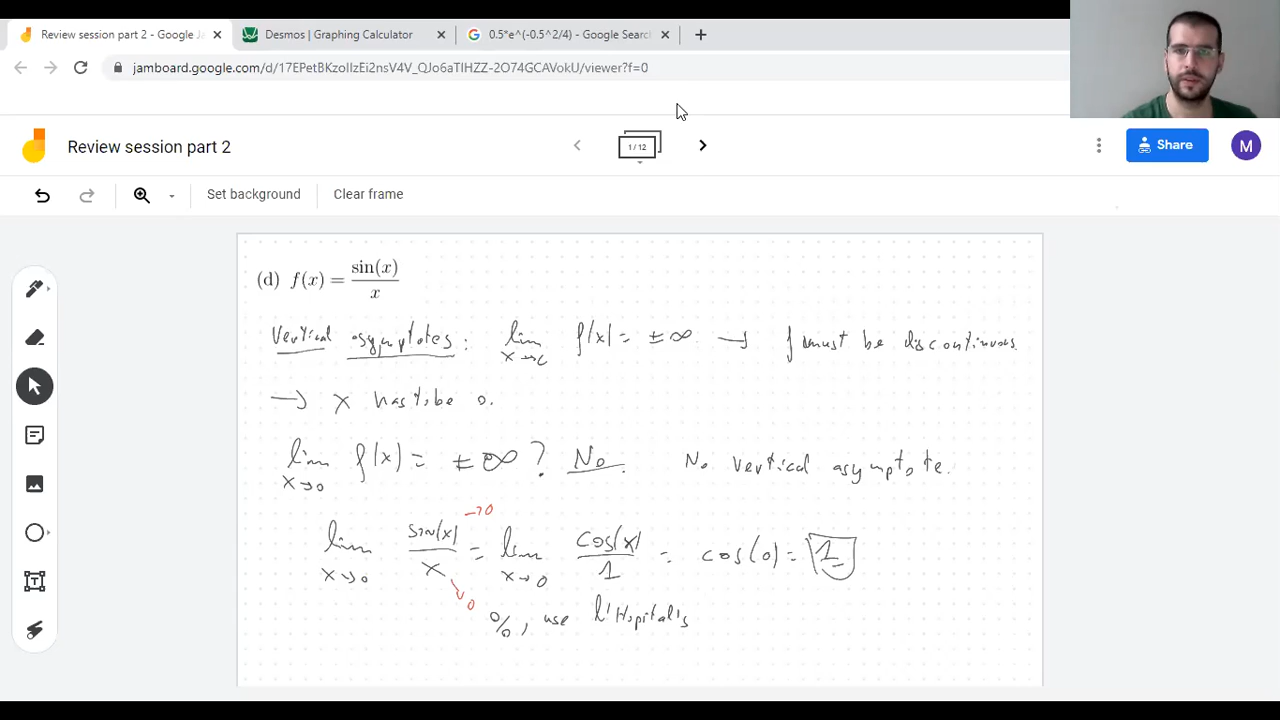 Review session part 2 - Google Ja
Desmos | Graphing Calculator
0.5*e^(-0.5^2/4) - Google Searc
jamboard.google.com/d/17EPetBKzoIIzEi2nsV4V_QJo6aTIHZZ-2O74GCAVokU/viewer?f=0
Review session part 2
1 / 12
Share
M
Set background
Clear frame
(d) f(x) = sin(x)/x
Vertical asymptotes: lim x→c f(x) = ±∞ → f must be discontinuous.
→ x has to be 0.
lim x→0 f(x) = ±∞ ? No. No vertical asymptote.
lim x→0 sin(x)/x = lim x→0 cos(x)/1 = cos(0) = 1
→0
→0
0/0, use L'Hospital's